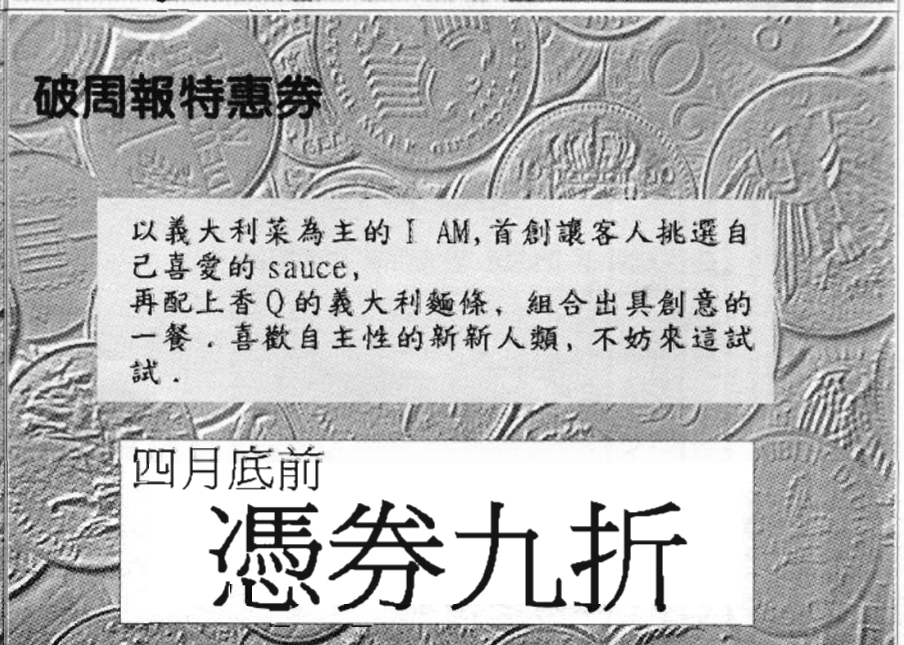 破周報特惠券
以義大利菜為主的 I AM,首創讓客人挑選自
己喜愛的 sauce,
再配上香Q的義大利麵條，組合出具創意的
一餐．喜歡自主性的新新人類，不妨來這試
試．
四月底前
憑券九折